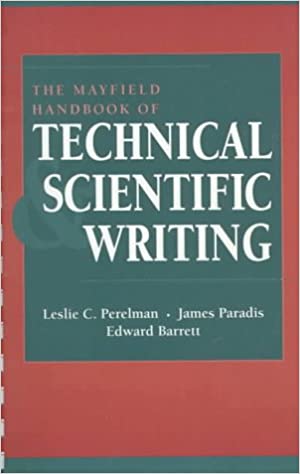 THE MAYFIELD
HANDBOOK OF
TECHNICAL
& SCIENTIFIC
WRITING
Leslie C. Perelman · James Paradis
Edward Barrett